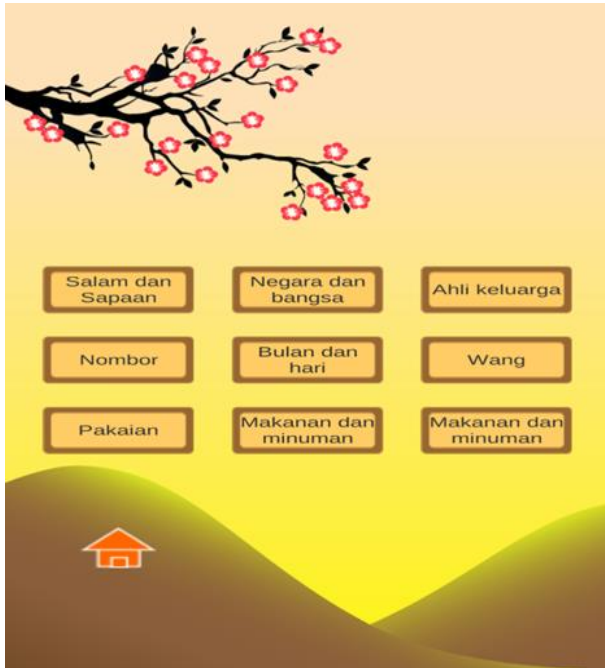 Salam dan
Sapaan
Negara dan
bangsa
Ahli keluarga
Nombor
Bulan dan
hari
Wang
Pakaian
Makanan dan
minuman
Makanan dan
minuman